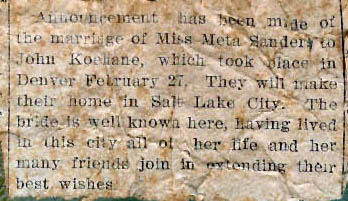 Announcement has been made of
the marriage of Miss Meta Sanders to
John Koehane, which took place in
Denver February 27. They will make
their home in Salt Lake City. The
bride is well known here, having lived
in this city all of her life and her
many friends join in extending their
best wishes.